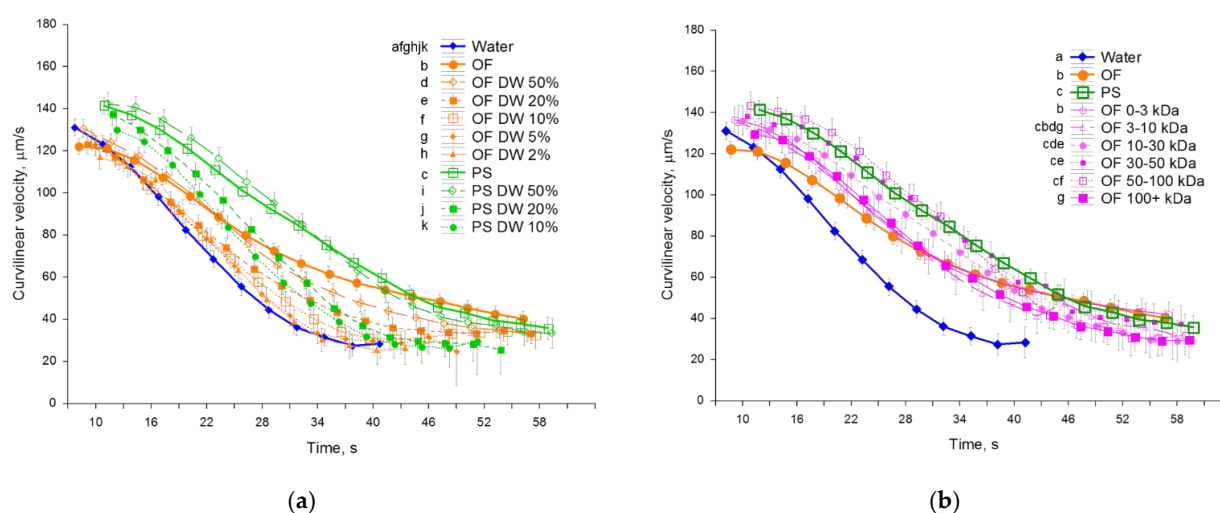 180
160
140
120
100
80
60
40
20
0
Curvilinear velocity, μm/s
10 16 22 28 34 40 46 52 59
Time, s
afghjk Water
b OF
d OF DW 50%
e OF DW 20%
f OF DW 10%
g OF DW 5%
h OF DW 2%
c PS
i PS DW 50%
j PS DW 20%
k PS DW 10%
(a)
180
160
140
120
100
80
60
40
20
0
Curvilinear velocity, μm/s
10 16 22 28 34 40 46 52 59
Time, s
a Water
b OF
c PS
b OF 0-3 kDa
cbdg OF 3-10 kDa
cde OF 10-30 kDa
ce OF 30-50 kDa
cf OF 50-100 kDa
g OF 100+ kDa
(b)